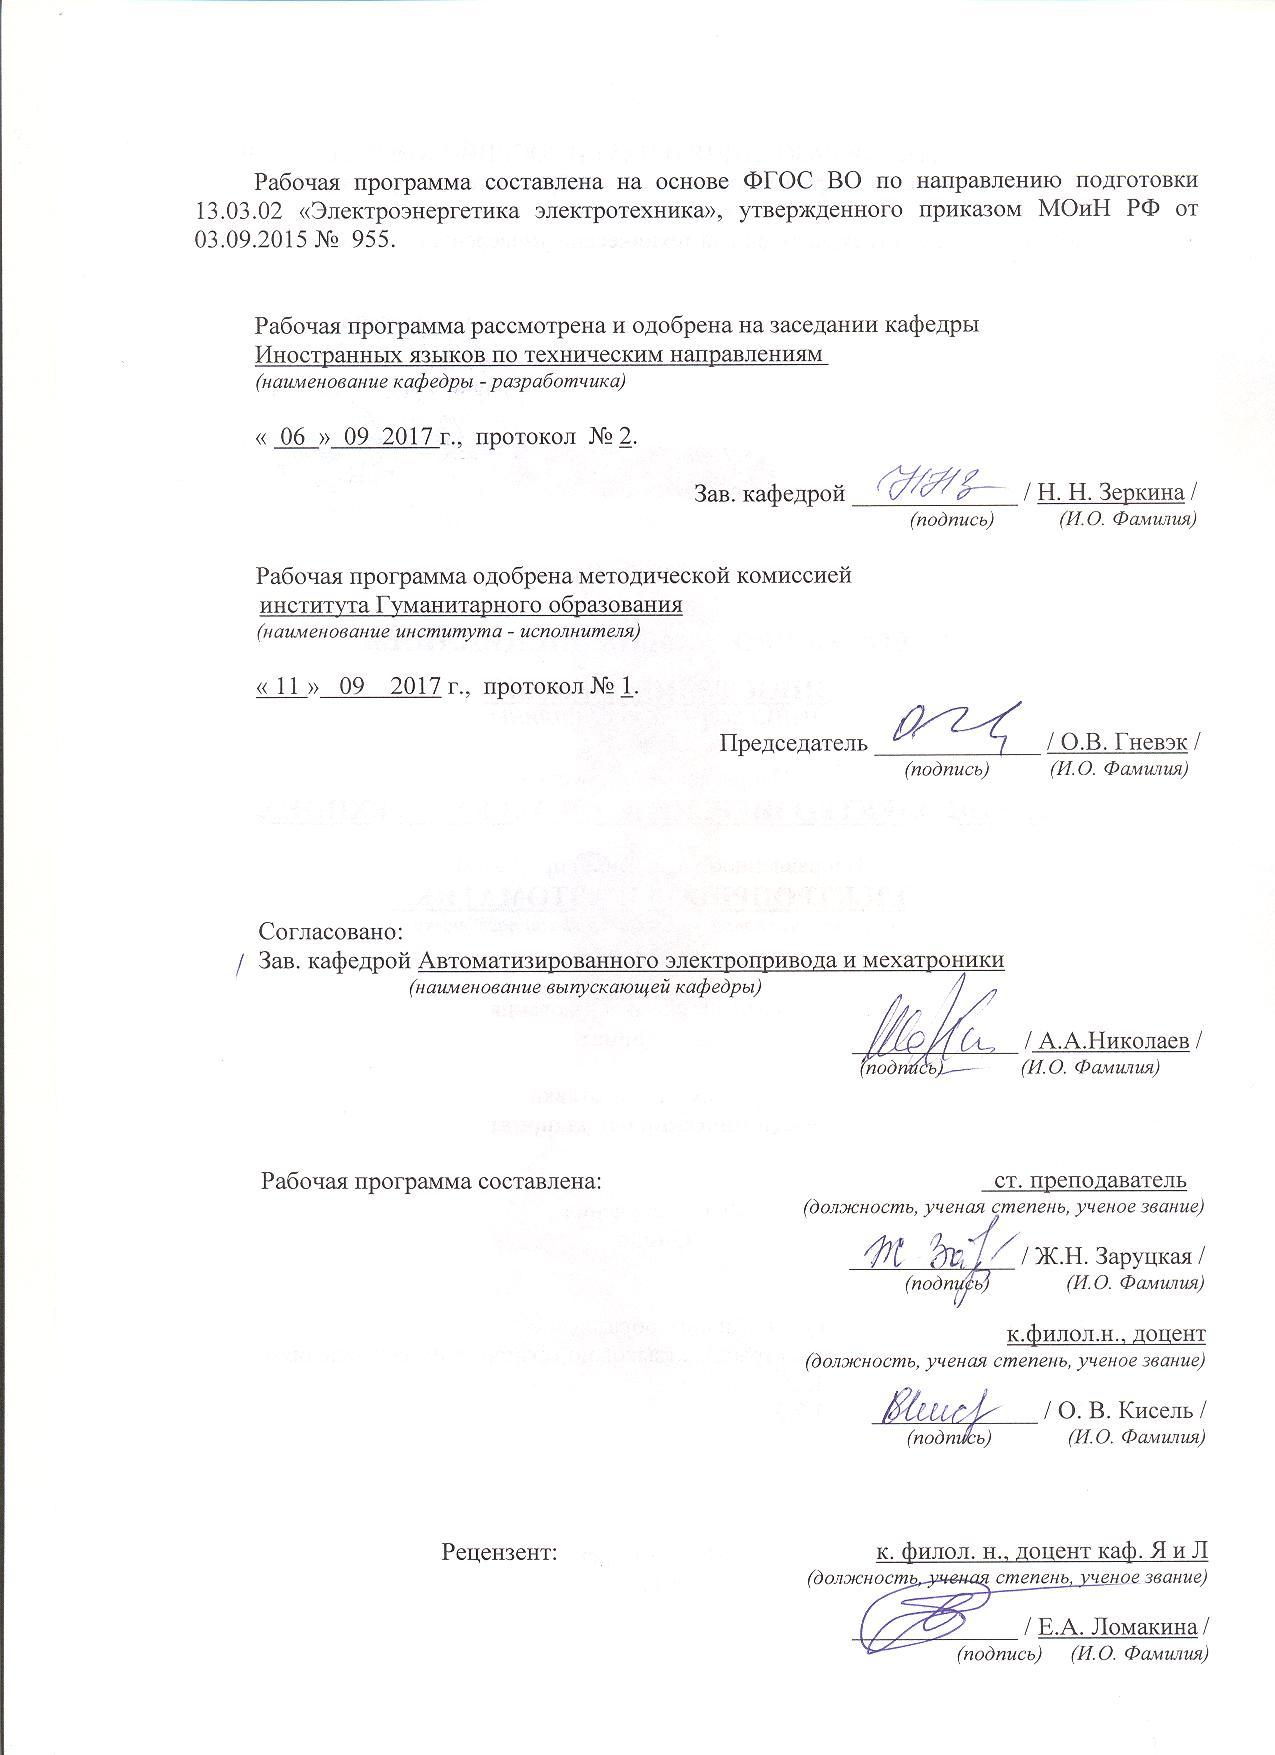 Рабочая программа составлена на основе ФГОС ВО по направлению подготовки
13.03.02 «Электроэнергетика электротехника», утвержденного приказом МОиН РФ от
03.09.2015 № 955.
Рабочая программа рассмотрена и одобрена на заседании кафедры
Иностранных языков по техническим направлениям
(наименование кафедры - разработчика)
« 06 » 09 2017 г., протокол № 2.
Зав. кафедрой / Н. Н. Зеркина /
(подпись) (И.О. Фамилия)
Рабочая программа одобрена методической комиссией
института Гуманитарного образования
(наименование института - исполнителя)
« 11 » 09 2017 г., протокол № 1.
Председатель / О.В. Гневэк /
(подпись) (И.О. Фамилия)
Согласовано:
Зав. кафедрой Автоматизированного электропривода и мехатроники
(наименование выпускающей кафедры)
/ А.А.Николаев /
(подпись) (И.О. Фамилия)
Рабочая программа составлена: ст. преподаватель
(должность, ученая степень, ученое звание)
/ Ж.Н. Заруцкая /
(подпись) (И.О. Фамилия)
к.филол.н., доцент
(должность, ученая степень, ученое звание)
/ О. В. Кисель /
(подпись) (И.О. Фамилия)
Рецензент: к. филол. н., доцент каф. Я и Л
(должность, ученая степень, ученое звание)
/ Е.А. Ломакина /
(подпись) (И.О. Фамилия)